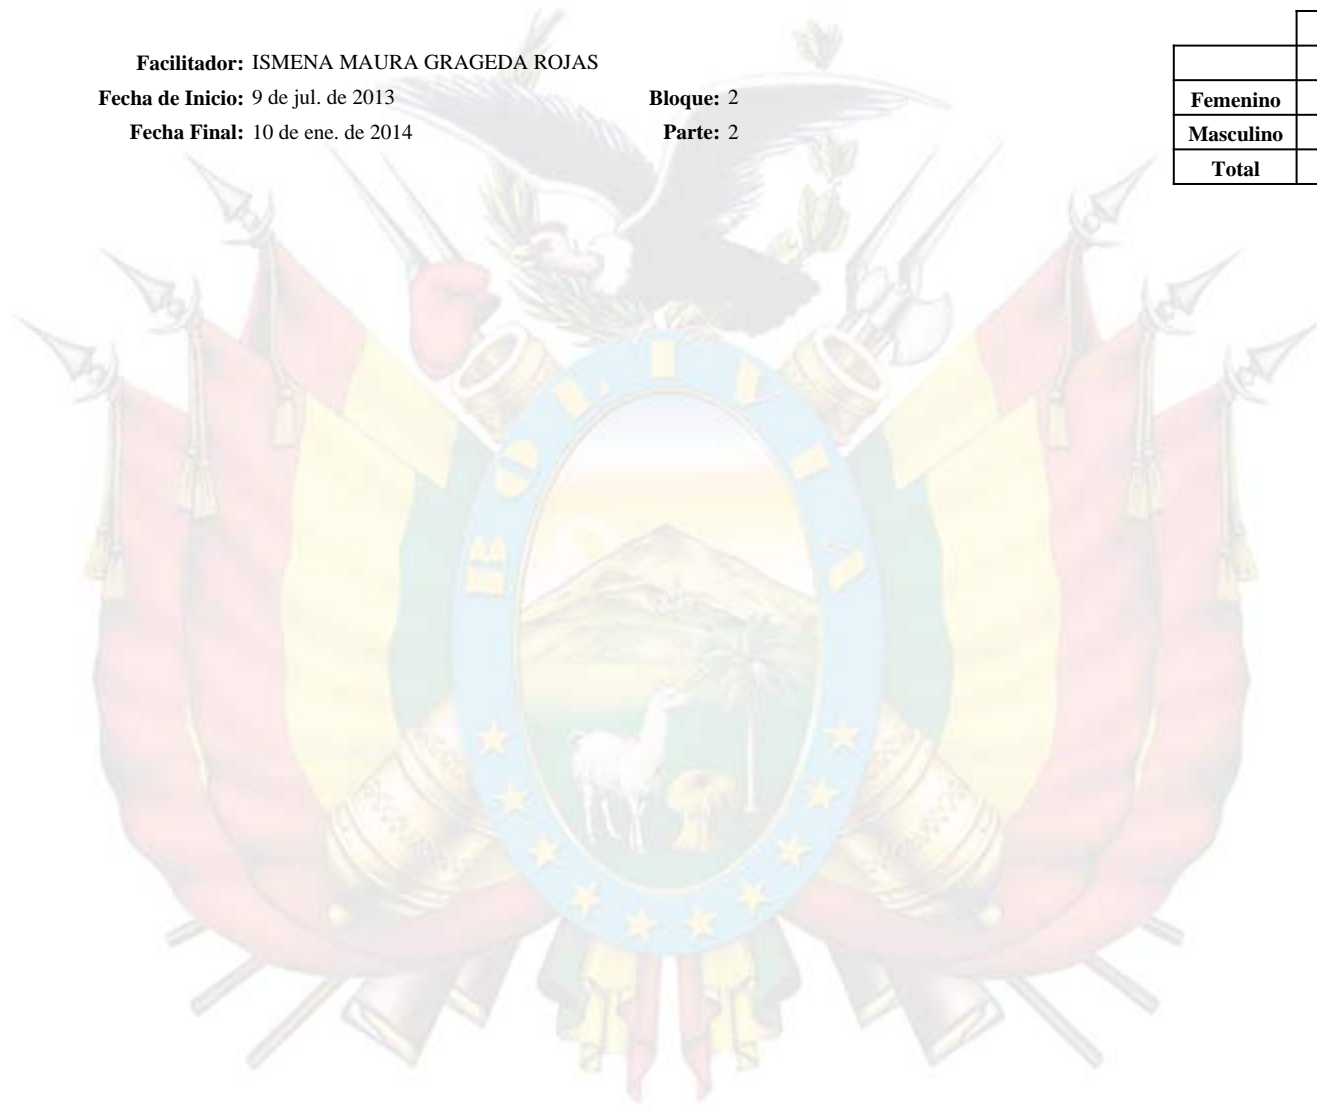 Facilitador: ISMENA MAURA GRAGEDA ROJAS
Fecha de Inicio: 9 de jul. de 2013 Bloque: 2
Fecha Final: 10 de ene. de 2014 Parte: 2
Femenino
Masculino
Total
BOLIVIA